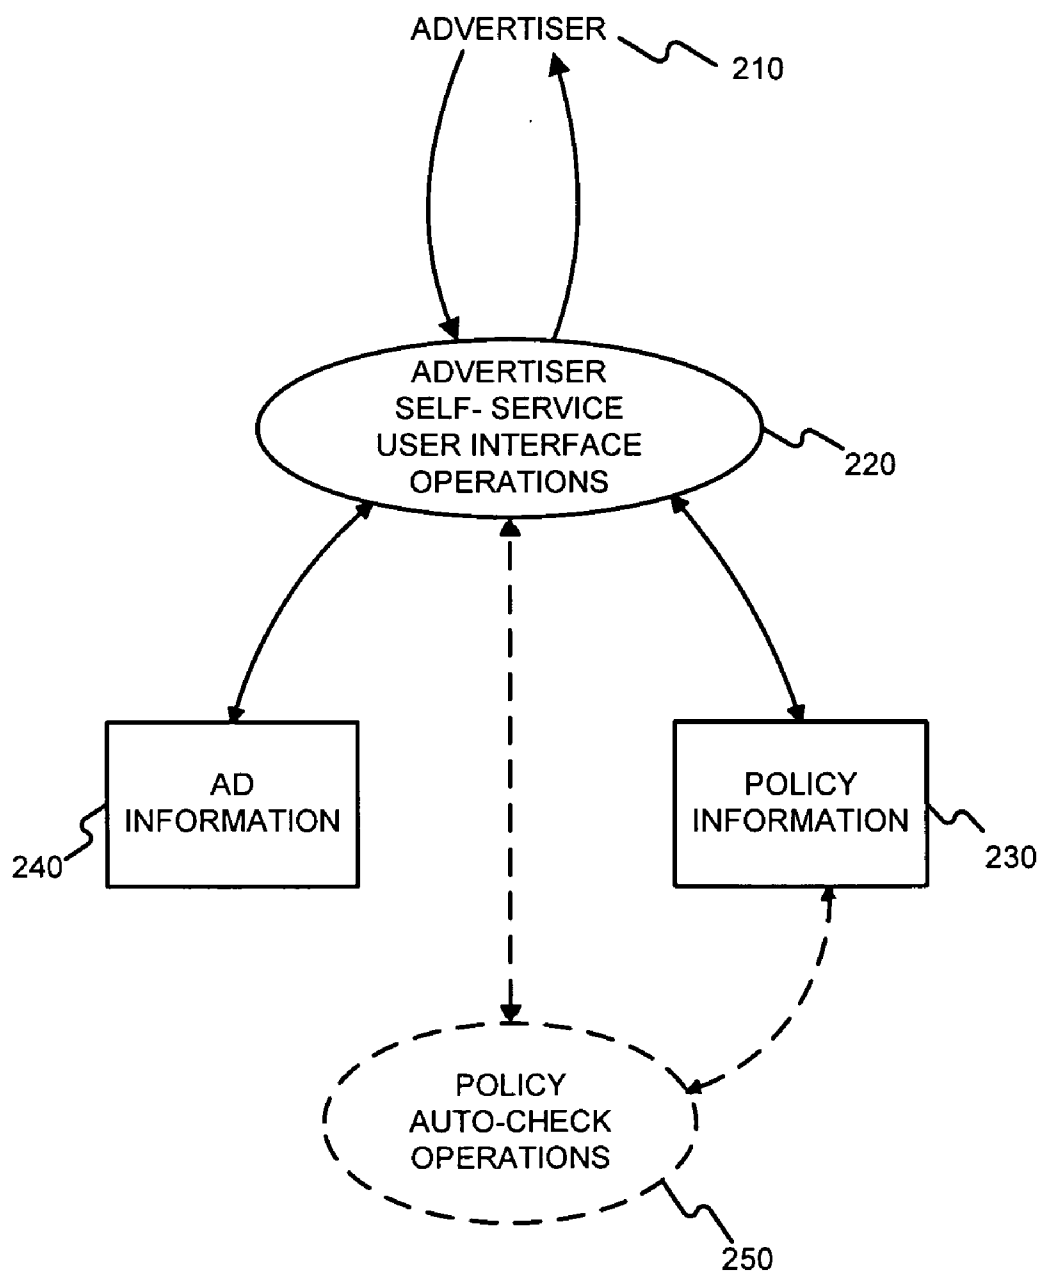 ADVERTISER
210
ADVERTISER
SELF- SERVICE
USER INTERFACE
OPERATIONS
220
AD
INFORMATION
240
POLICY
INFORMATION
230
POLICY
AUTO-CHECK
OPERATIONS
250